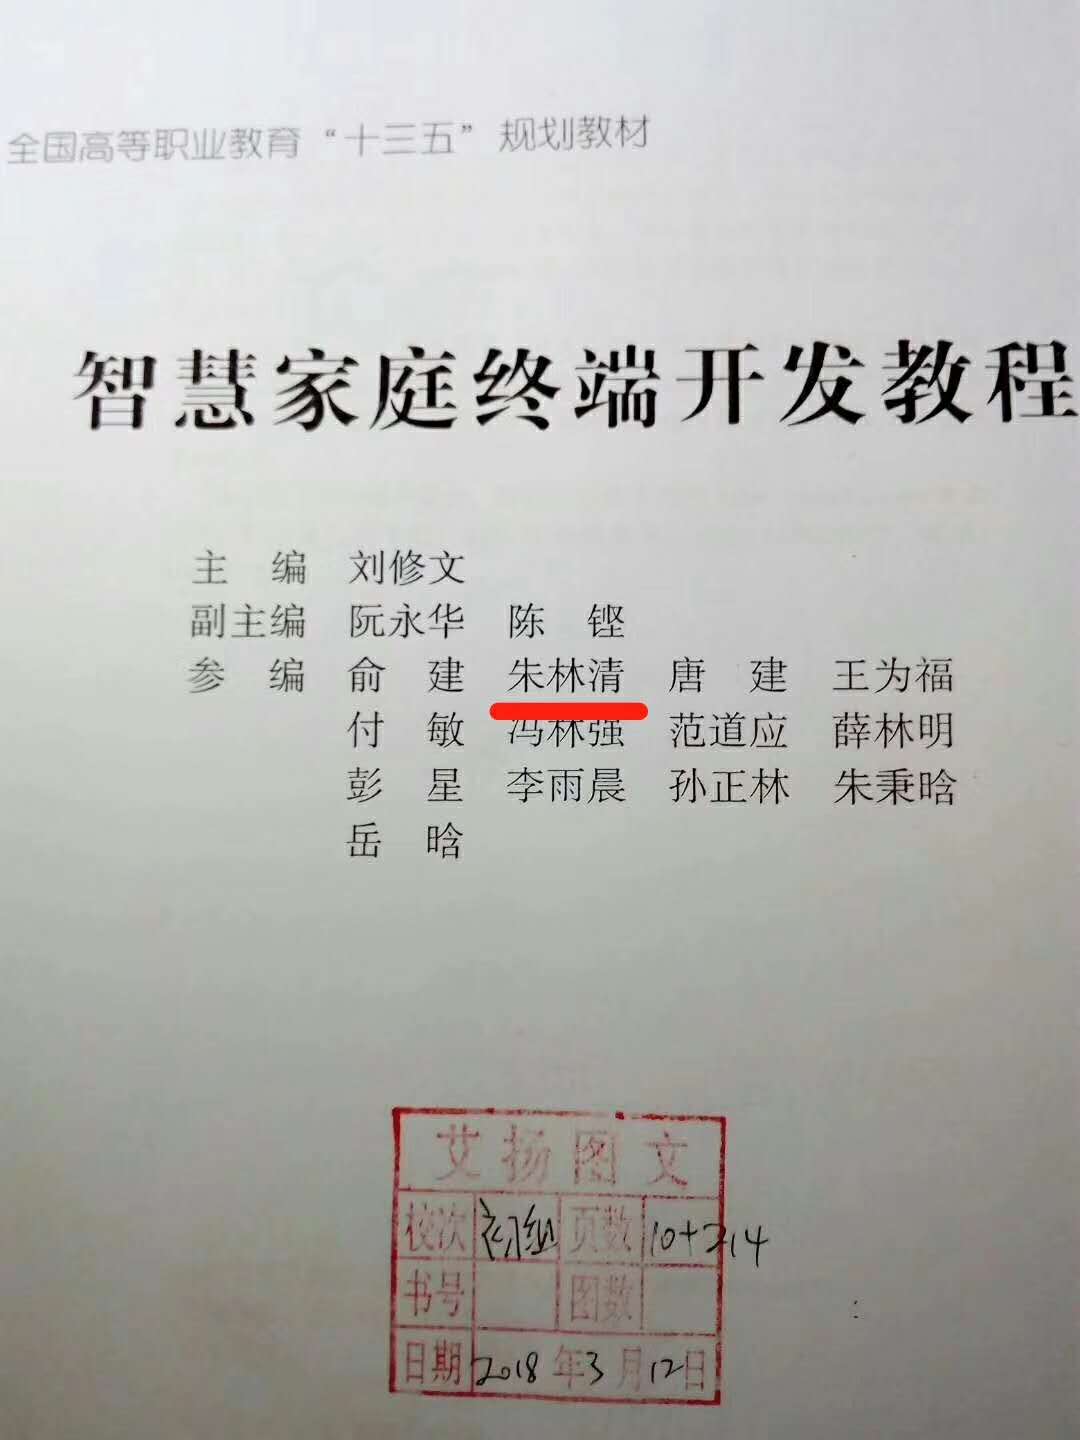 全国高等职业教育“十三五”规划教材
智慧家庭终端开发教程
主 编 刘修文
副主编 阮永华 陈 铿
参 编 俞 建 朱林清 唐 建 王为福
付 敏 冯林强 范道应 薛林明
彭 星 李雨晨 孙正林 朱秉晗
岳 晗
艾扬图文
校次 初组 页数 10+214
书号 图数
日期 2018年3月12日